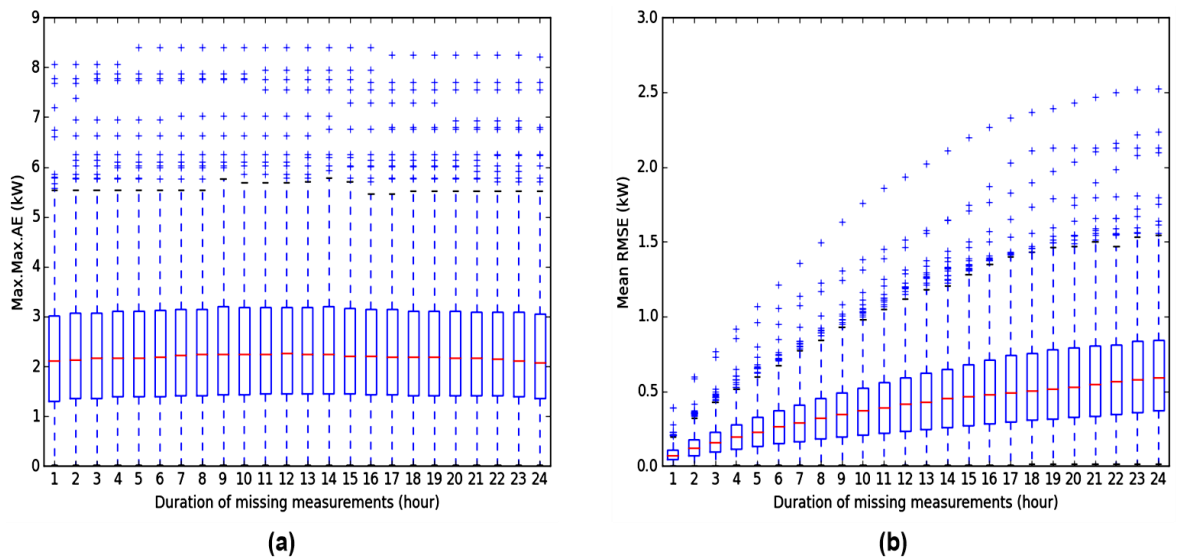 9
8
7
6
5
4
3
2
1
0
Max.Max.AE (kW)
1 2 3 4 5 6 7 8 9 10 11 12 13 14 15 16 17 18 19 20 21 22 23 24
Duration of missing measurements (hour)
(a)
3.0
2.5
2.0
1.5
1.0
0.5
0.0
Mean RMSE (kW)
1 2 3 4 5 6 7 8 9 10 11 12 13 14 15 16 17 18 19 20 21 22 23 24
Duration of missing measurements (hour)
(b)